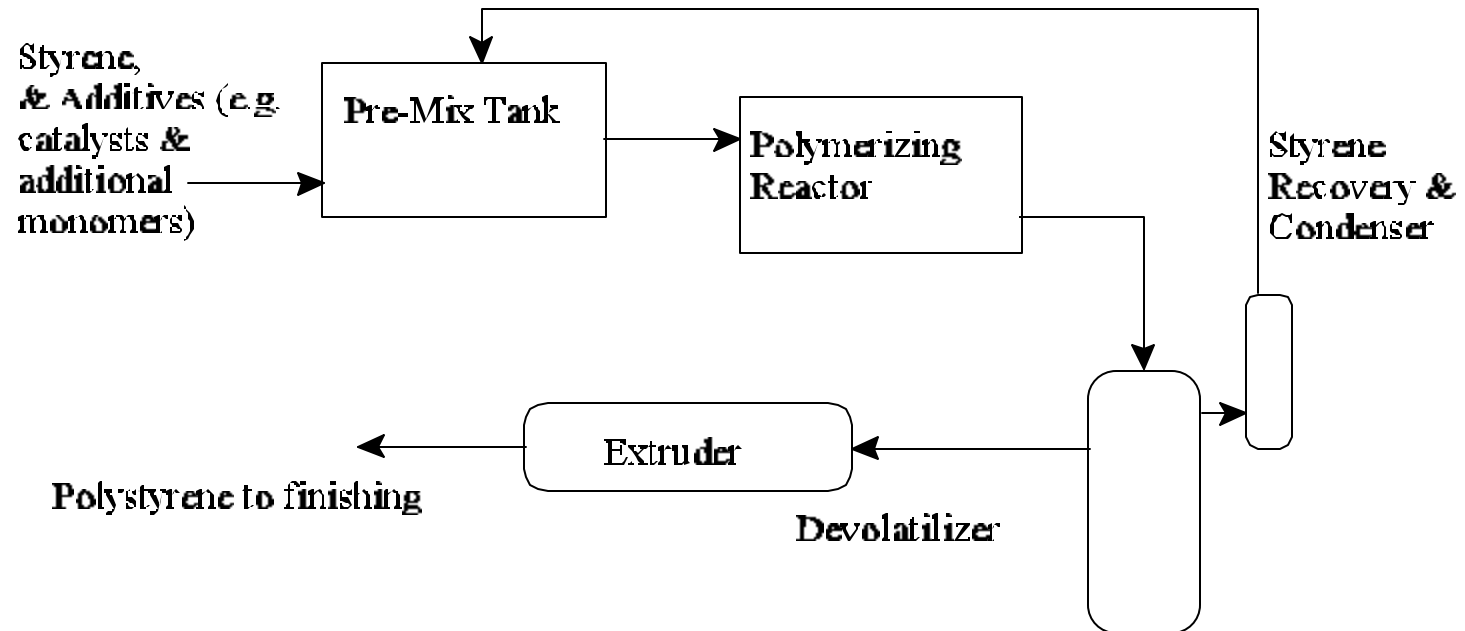 Styrene,
& Additives (e.g.
catalysts &
additional
monomers)
Pre-Mix Tank
Polymerizing
Reactor
Styrene
Recovery &
Condenser
Extruder
Polystyrene to finishing
Devolatilizer